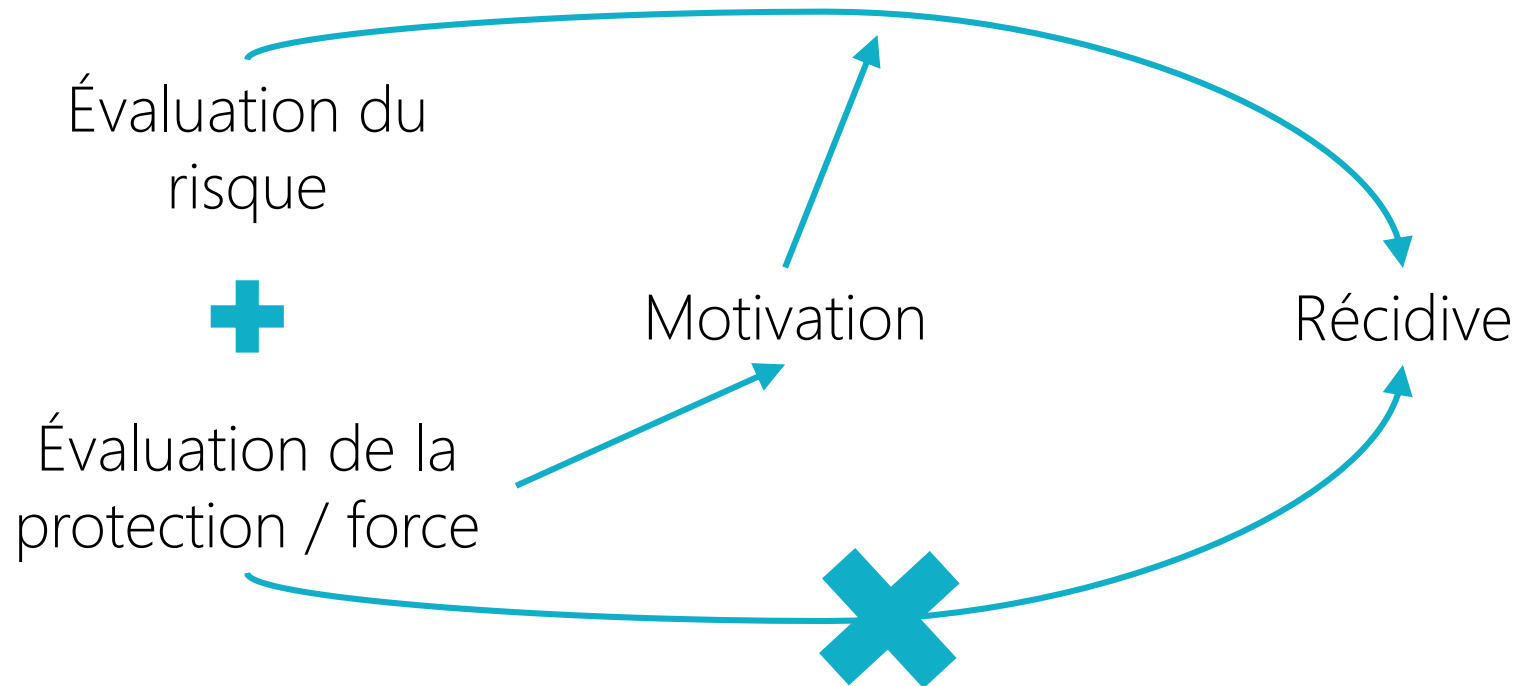 Évaluation du
risque
Motivation
Récidive
Évaluation de la
protection / force